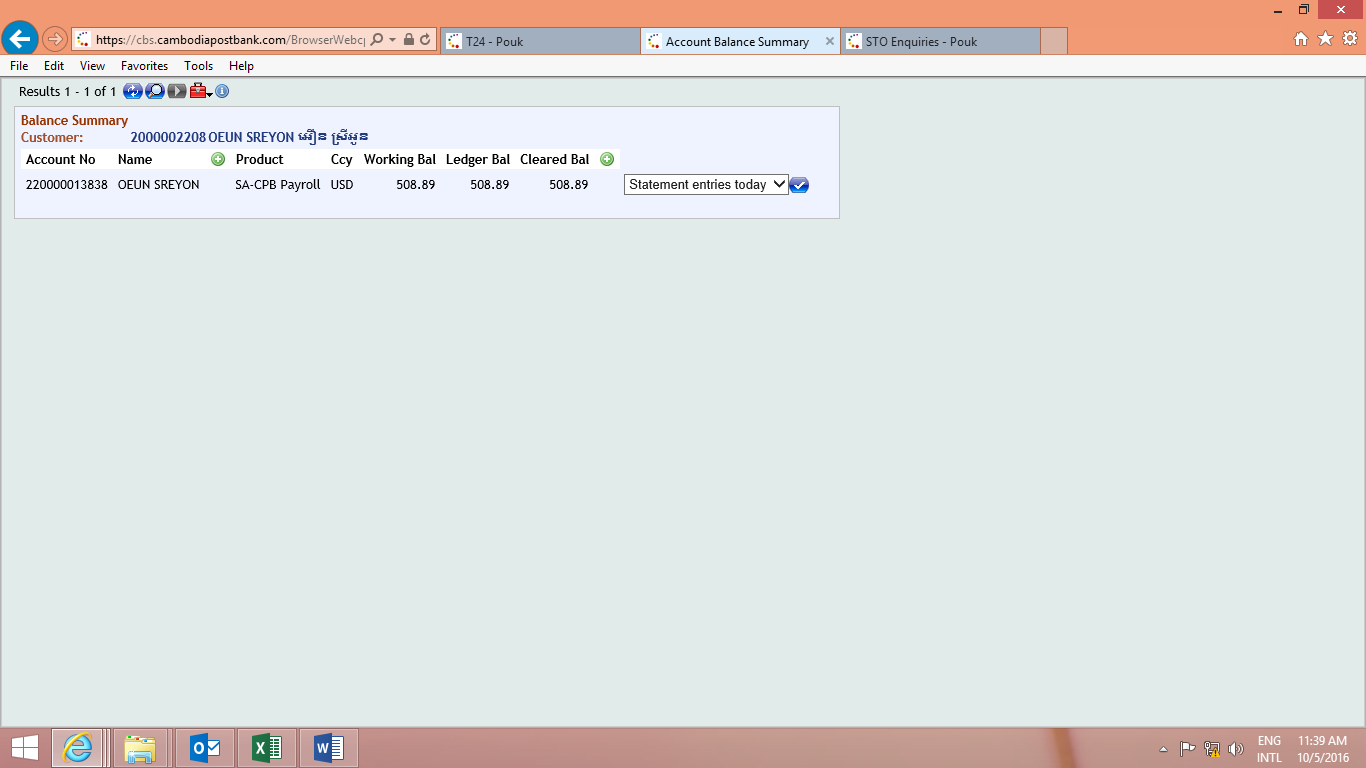 https://cbs.cambodiapostbank.com/BrowserWebcp
T24 - Pouk
Account Balance Summary
STO Enquiries - Pouk
File Edit View Favorites Tools Help
Results 1 - 1 of 1
Balance Summary
Customer: 2000002208 OEUN SREYON អឿន ស្រីអូន
Account No Name Product Ccy Working Bal Ledger Bal Cleared Bal
220000013838 OEUN SREYON SA-CPB Payroll USD 508.89 508.89 508.89 Statement entries today
ENG 11:39 AM
INTL 10/5/2016